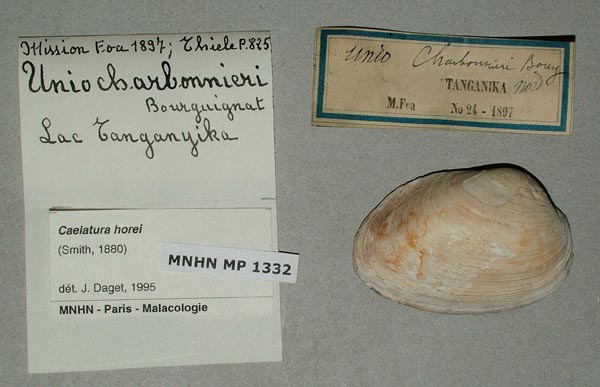 Mission Foa 1897; Thiele P.825
Unio charbonnieri
Bourguignat
Lac Tanganyika
Caelatura horei
(Smith, 1880)
dét. J. Daget, 1995
MNHN - Paris - Malacologie
MNHN MP 1332
Unio Charbonnieri Bourg
TANGANIKA
M. Foa No 24 - 1897